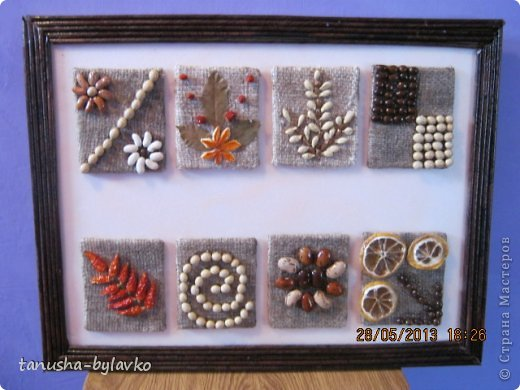 28/05/2013 18:26
tanusha-bylavko
© Страна Мастеров